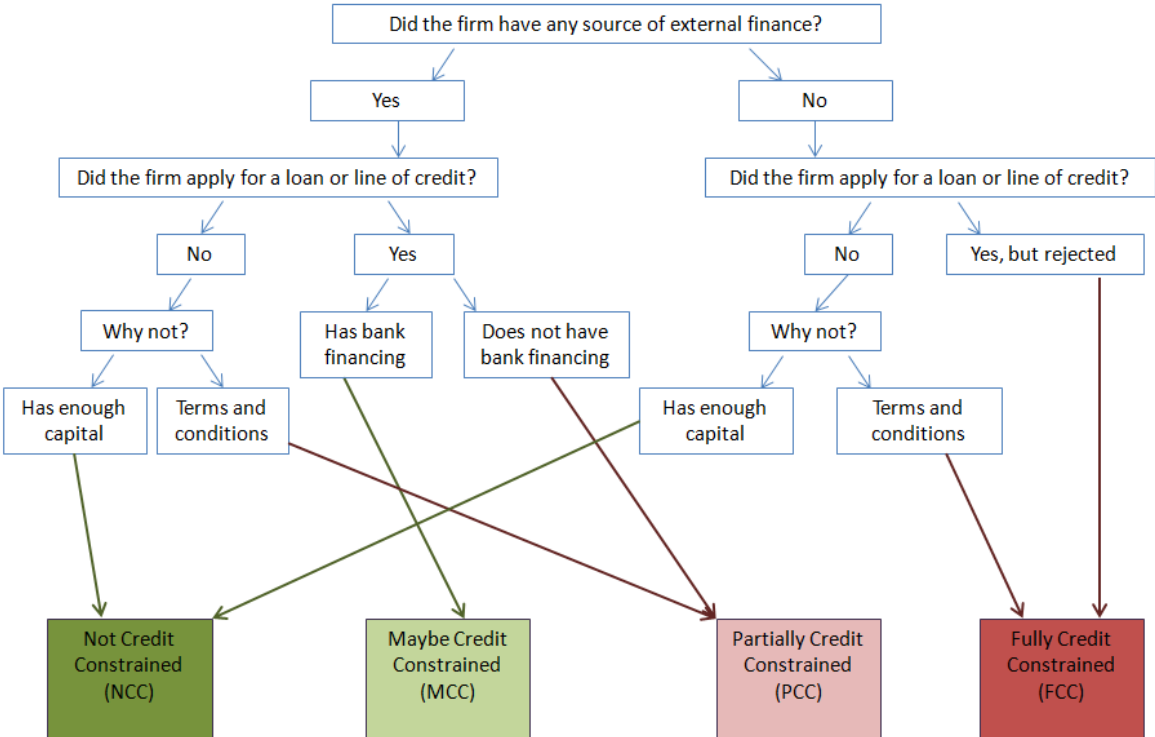 Did the firm have any source of external finance?
Yes
No
Did the firm apply for a loan or line of credit?
Did the firm apply for a loan or line of credit?
No
Yes
No
Yes, but rejected
Why not?
Has bank
financing
Does not have
bank financing
Why not?
Has enough
capital
Terms and
conditions
Has enough
capital
Terms and
conditions
Not Credit
Constrained
(NCC)
Maybe Credit
Constrained
(MCC)
Partially Credit
Constrained
(PCC)
Fully Credit
Constrained
(FCC)